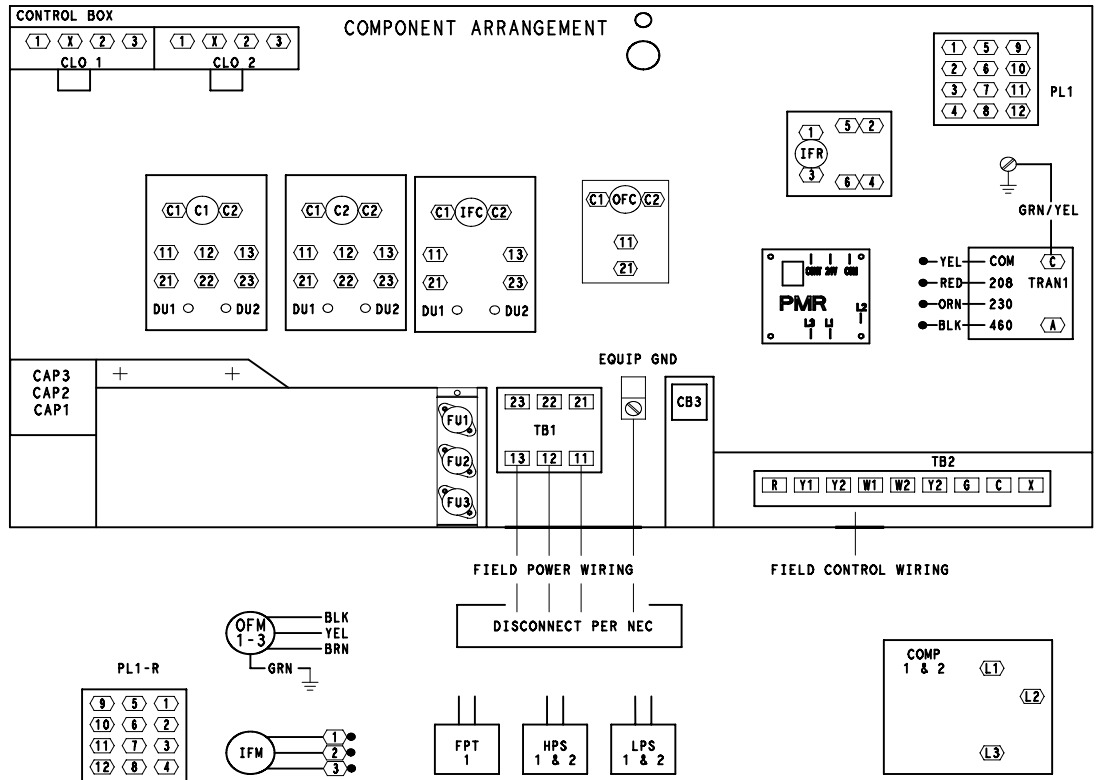 CONTROL BOX
COMPONENT ARRANGEMENT
1 X 2 3
1 X 2 3
CLO 1
CLO 2
1 5 9
2 6 10
3 7 11
4 8 12
PL1
1
5 2
IFR
3
6 4
GRN/YEL
C1 C1 C2
11 12 13
21 22 23
DU1 DU2
C1 C2 C2
11 12 13
21 22 23
DU1 DU2
C1 IFC C2
11 13
21 23
DU1 DU2
C1 OFC C2
11
21
CONT 24V COM
PMR
L2
L3 L1
YEL COM C
RED 208 TRAN1
ORN 230
BLK 460 A
CAP3
CAP2
CAP1
FU1
FU2
FU3
23 22 21
TB1
13 12 11
EQUIP GND
CB3
TB2
R Y1 Y2 W1 W2 Y2 G C X
FIELD POWER WIRING
FIELD CONTROL WIRING
DISCONNECT PER NEC
OFM
1-3
BLK
YEL
BRN
GRN
PL1-R
9 5 1
10 6 2
11 7 3
12 8 4
IFM
1
2
3
FPT
1
HPS
1 & 2
LPS
1 & 2
COMP
1 & 2
L1
L2
L3